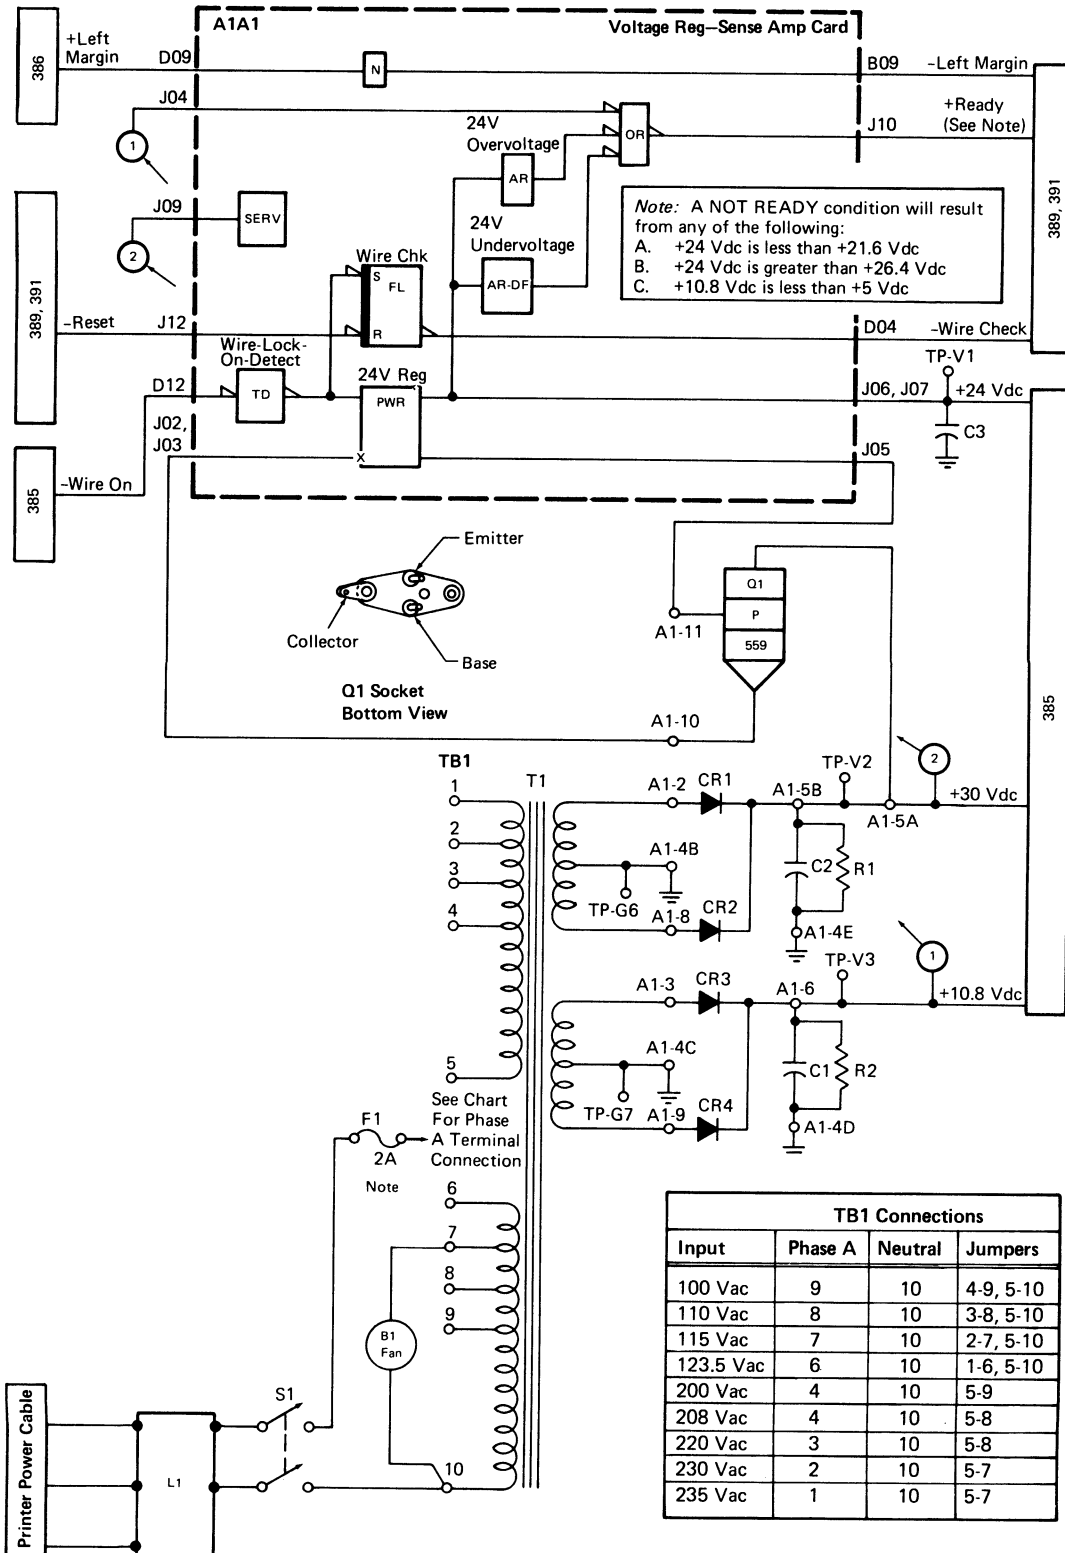 A1A1
Voltage Reg–Sense Amp Card
386
+Left
Margin
D09
N
B09
–Left Margin
J04
1
24V
Overvoltage
AR
OR
J10
+Ready
(See Note)
389, 391
J09
2
SERV
24V
Undervoltage
AR-DF
Note: A NOT READY condition will result
from any of the following:
A. +24 Vdc is less than +21.6 Vdc
B. +24 Vdc is greater than +26.4 Vdc
C. +10.8 Vdc is less than +5 Vdc
389, 391
Wire Chk
S
FL
R
–Reset
J12
D04
–Wire Check
Wire-Lock-
On-Detect
TD
24V Reg
PWR
X
TP-V1
D12
J06, J07
+24 Vdc
C3
J02,
J03
J05
385
–Wire On
Emitter
Collector
Base
Q1 Socket
Bottom View
Q1
P
559
A1-11
A1-10
385
TB1
T1
1
2
3
4
5
A1-2
CR1
A1-5B
TP-V2
A1-5A
2
+30 Vdc
A1-4B
TP-G6
C2
R1
A1-8
CR2
A1-4E
A1-3
CR3
A1-6
TP-V3
1
+10.8 Vdc
A1-4C
TP-G7
C1
R2
A1-9
CR4
A1-4D
See Chart
For Phase
A Terminal
Connection
F1
2A
Note
6
7
8
9
10
B1
Fan
S1
L1
Printer Power Cable
TB1 Connections
Input Phase A Neutral Jumpers
100 Vac 9 10 4-9, 5-10
110 Vac 8 10 3-8, 5-10
115 Vac 7 10 2-7, 5-10
123.5 Vac 6 10 1-6, 5-10
200 Vac 4 10 5-9
208 Vac 4 10 5-8
220 Vac 3 10 5-8
230 Vac 2 10 5-7
235 Vac 1 10 5-7